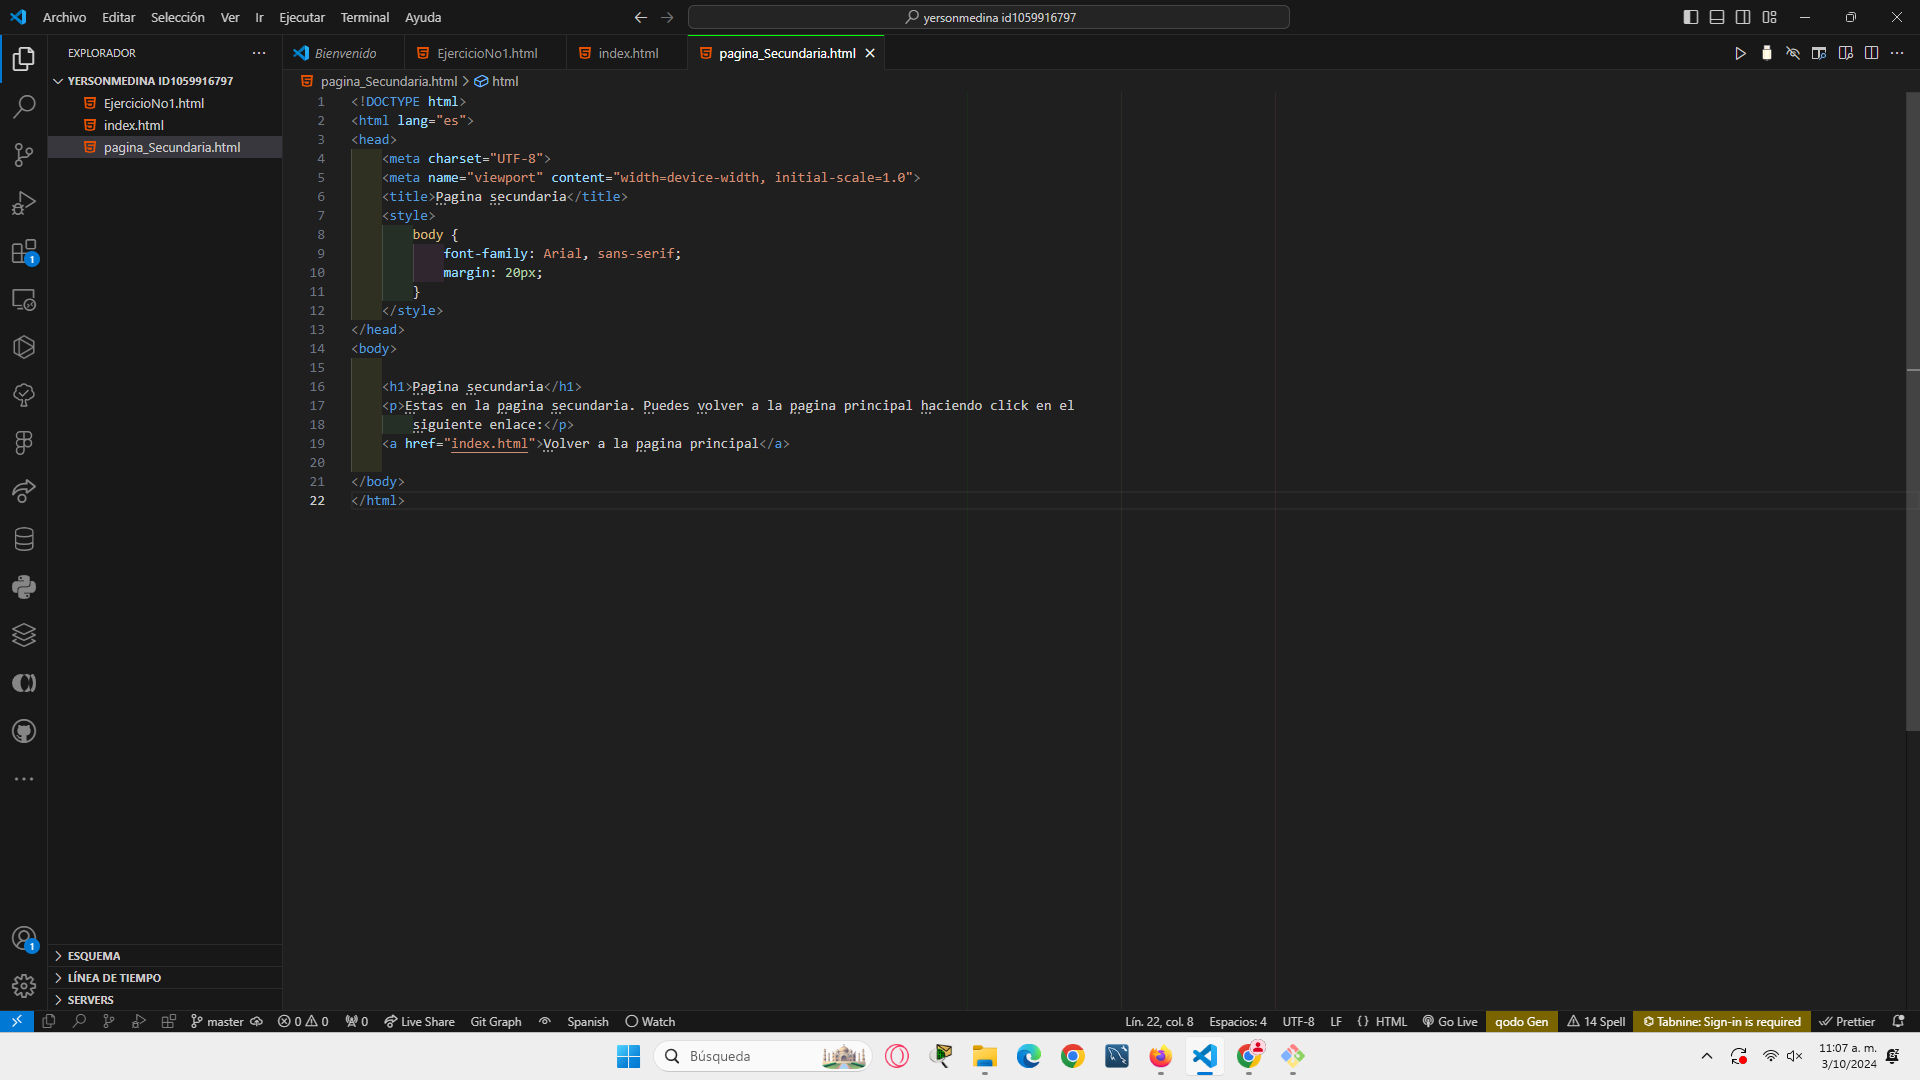 Archivo Editar Selección Ver Ir Ejecutar Terminal Ayuda
yersonmedina id1059916797
EXPLORADOR
YERSONMEDINA ID1059916797
EjercicioNo1.html
index.html
pagina_Secundaria.html
ESQUEMA
LÍNEA DE TIEMPO
SERVERS
Bienvenido EjercicioNo1.html index.html pagina_Secundaria.html
pagina_Secundaria.html > html
1 <!DOCTYPE html>
2 <html lang="es">
3 <head>
4 <meta charset="UTF-8">
5 <meta name="viewport" content="width=device-width, initial-scale=1.0">
6 <title>Pagina secundaria</title>
7 <style>
8 body {
9 font-family: Arial, sans-serif;
10 margin: 20px;
11 }
12 </style>
13 </head>
14 <body>
15
16 <h1>Pagina secundaria</h1>
17 <p>Estas en la pagina secundaria. Puedes volver a la pagina principal haciendo click en el
18 siguiente enlace:</p>
19 <a href="index.html">Volver a la pagina principal</a>
20
21 </body>
22 </html>
1
1
master 0 0 0 Live Share Git Graph Spanish Watch Lín. 22, col. 8 Espacios: 4 UTF-8 LF {} HTML Go Live qodo Gen 14 Spell Tabnine: Sign-in is required Prettier
Búsqueda
11:07 a. m.
3/10/2024